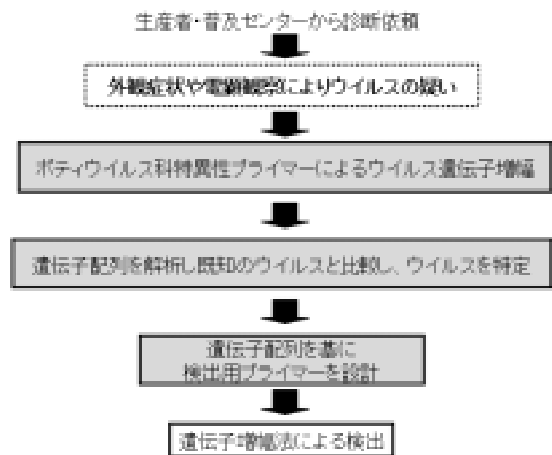 生産者・普及センターから診断依頼
外観症状や電顕観察によりウイルスの疑い
ポティウイルス科特異性プライマーによるウイルス遺伝子増幅
遺伝子配列を解析し既知のウイルスと比較し、ウイルスを特定
遺伝子配列を基に
検出用プライマーを設計
遺伝子増幅法による検出